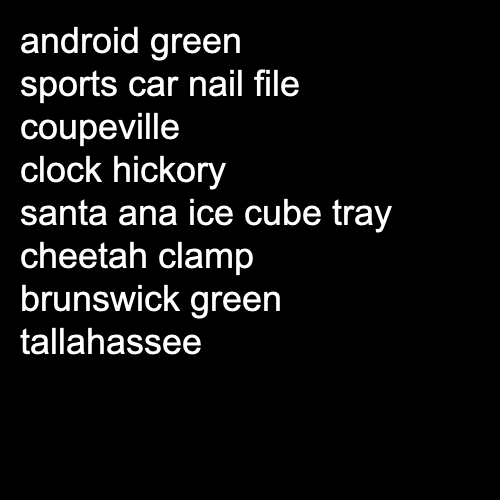 android green
sports car nail file
coupeville
clock hickory
santa ana ice cube tray
cheetah clamp
brunswick green
tallahassee